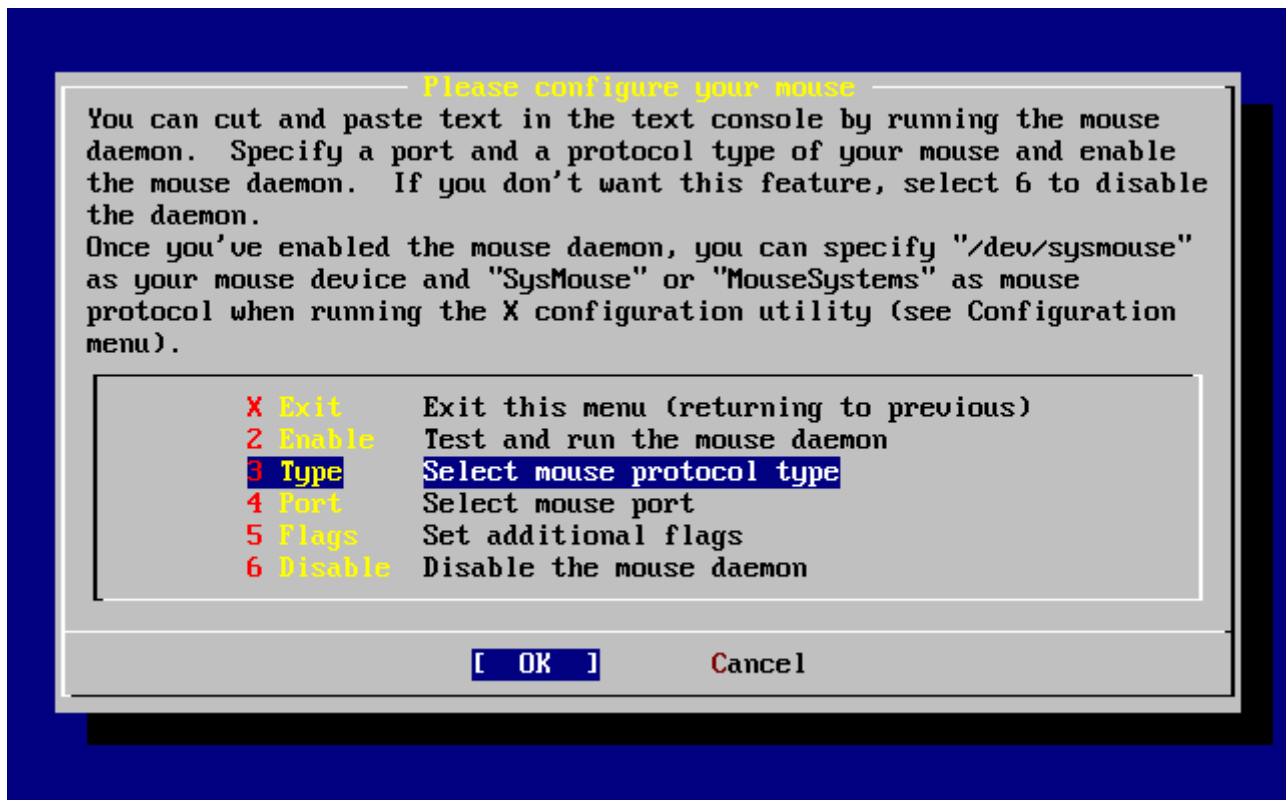 Please configure your mouse
You can cut and paste text in the text console by running the mouse
daemon.  Specify a port and a protocol type of your mouse and enable
the mouse daemon.  If you don't want this feature, select 6 to disable
the daemon.
Once you've enabled the mouse daemon, you can specify "/dev/sysmouse"
as your mouse device and "SysMouse" or "MouseSystems" as mouse
protocol when running the X configuration utility (see Configuration
menu).
X Exit     Exit this menu (returning to previous)
2 Enable   Test and run the mouse daemon
3 Type     Select mouse protocol type
4 Port     Select mouse port
5 Flags    Set additional flags
6 Disable  Disable the mouse daemon
[  OK  ]       Cancel